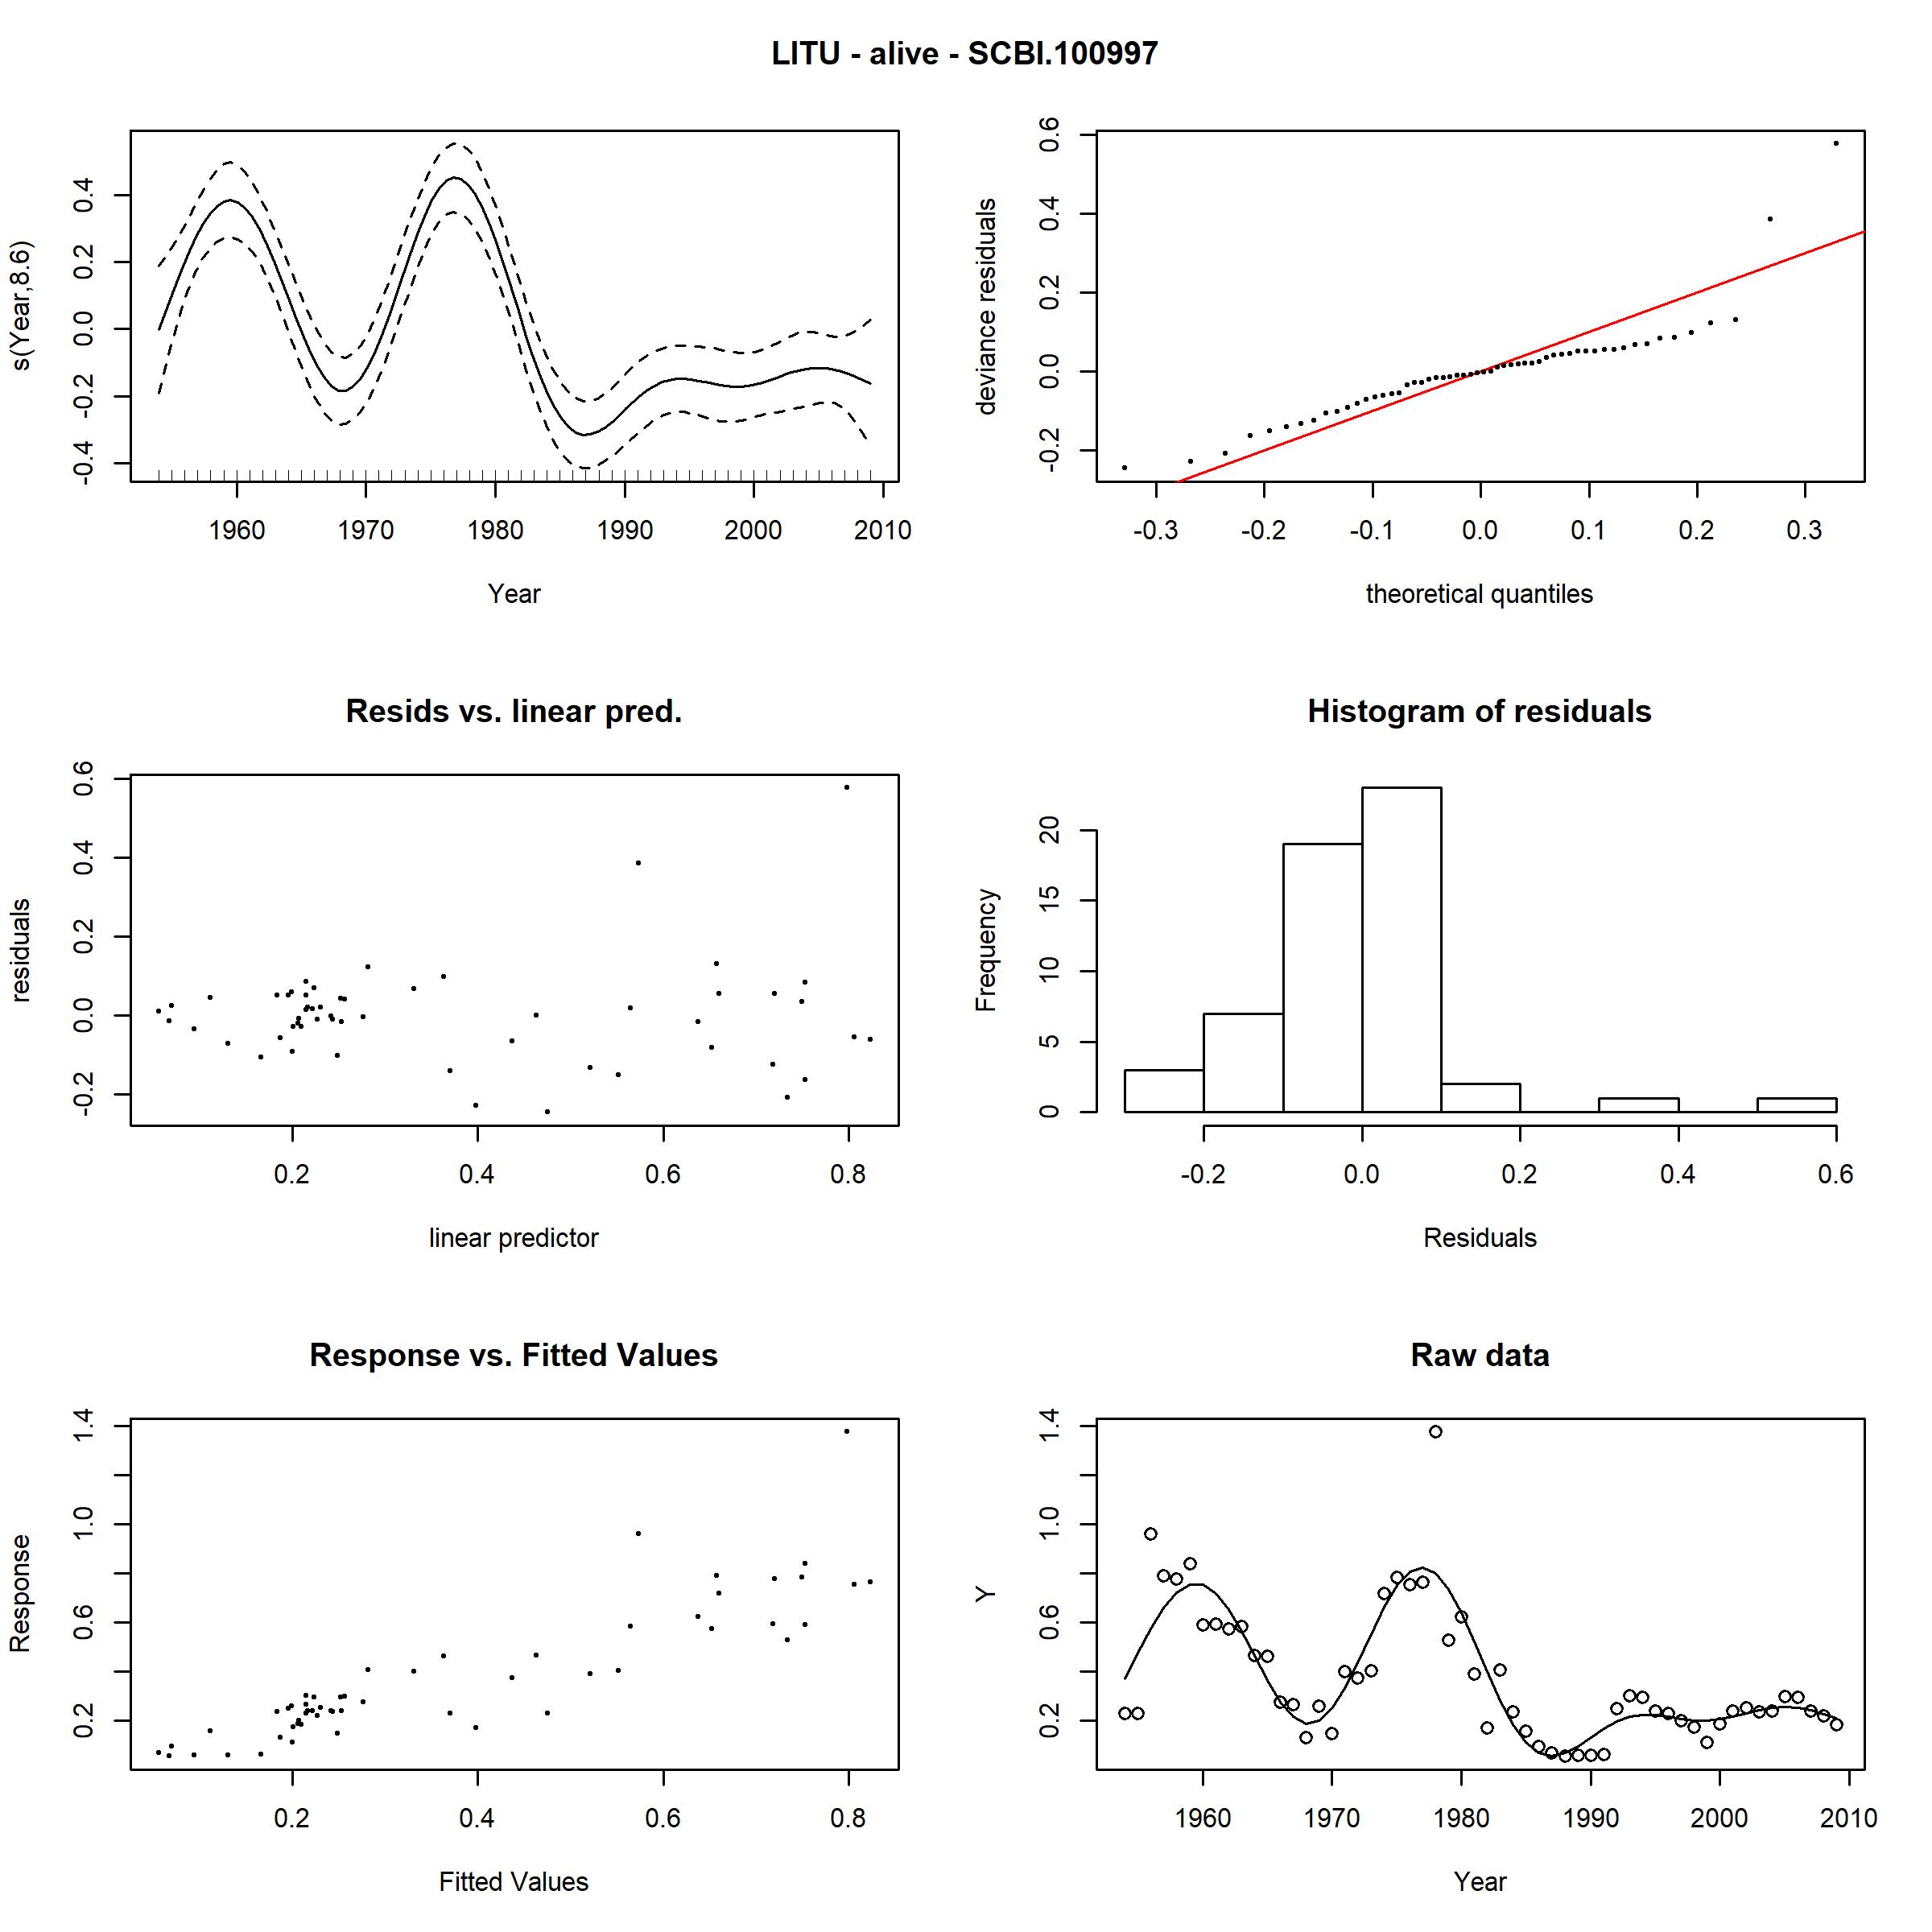 LITU - alive - SCBI.100997
s(Year,8.6)
-0.4 -0.2 0.0 0.2 0.4
1960 1970 1980 1990 2000 2010
Year
deviance residuals
-0.2 0.0 0.2 0.4 0.6
-0.3 -0.2 -0.1 0.0 0.1 0.2 0.3
theoretical quantiles
Resids vs. linear pred.
residuals
-0.2 0.0 0.2 0.4 0.6
0.2 0.4 0.6 0.8
linear predictor
Histogram of residuals
Frequency
0 5 10 15 20
-0.2 0.0 0.2 0.4 0.6
Residuals
Response vs. Fitted Values
Response
0.2 0.6 1.0 1.4
0.2 0.4 0.6 0.8
Fitted Values
Raw data
Y
0.2 0.6 1.0 1.4
1960 1970 1980 1990 2000 2010
Year